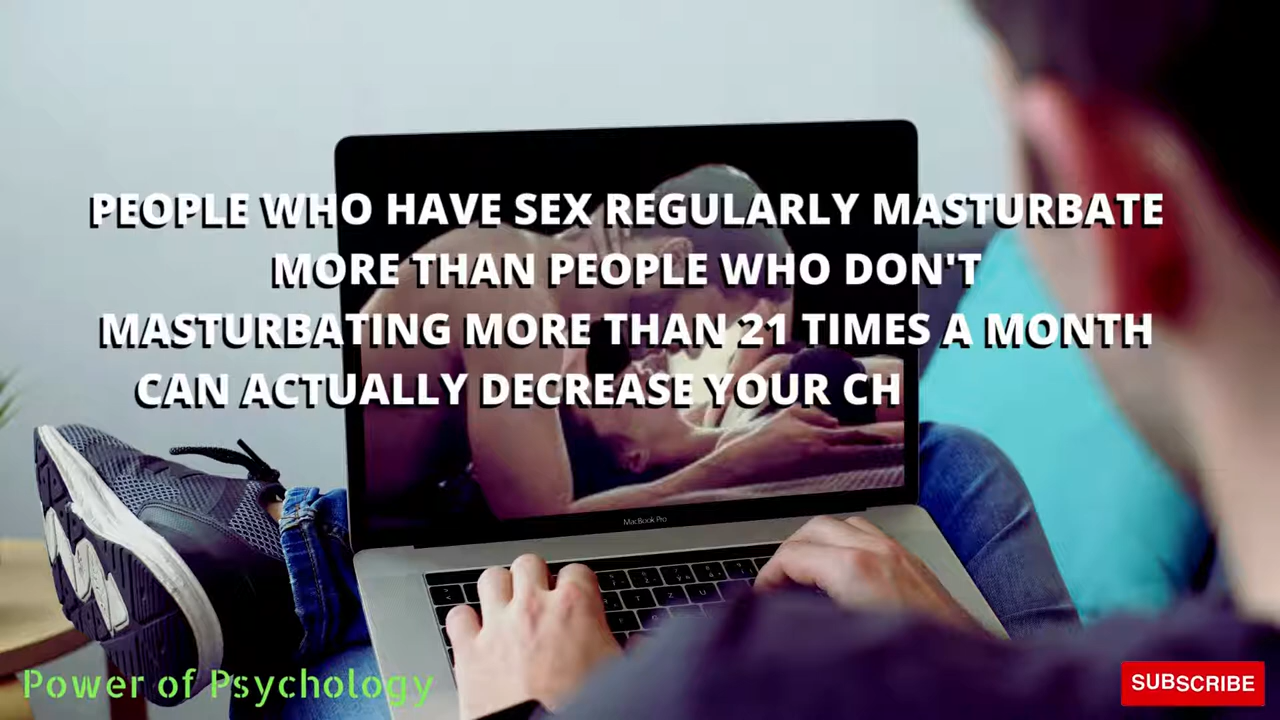 PEOPLE WHO HAVE SEX REGULARLY MASTURBATE
MORE THAN PEOPLE WHO DON'T
MASTURBATING MORE THAN 21 TIMES A MONTH
CAN ACTUALLY DECREASE YOUR CH
MacBook Pro
Power of Psychology
SUBSCRIBE